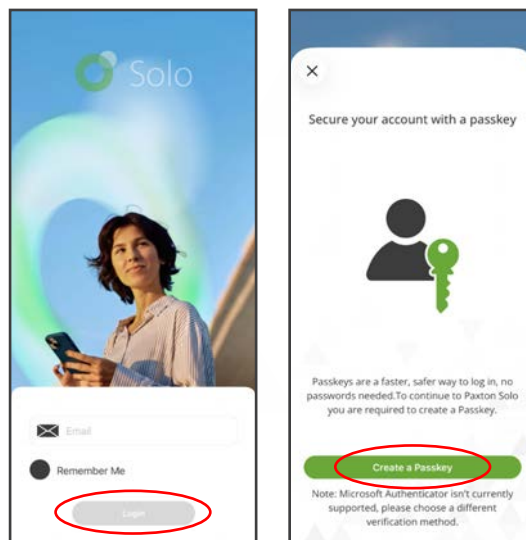 Solo
Email
Remember Me
Login
Secure your account with a passkey
Passkeys are a faster, safer way to log in, no
passwords needed.To continue to Paxton Solo
you are required to create a Passkey.
Create a Passkey
Note: Microsoft Authenticator isn't currently
supported, please choose a different
verification method.